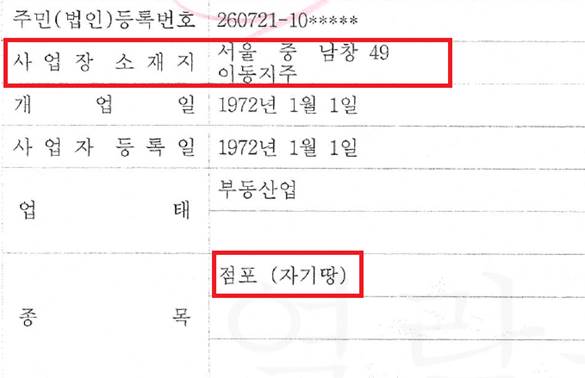 주민(법인)등록번호 260721-10*****
사 업 장 소 재 지 서울 중 남창 49
이동지주
개 업 일 1972년 1월 1일
사 업 자 등 록 일 1972년 1월 1일
업 태 부동산업
종 목 점포 (자기땅)